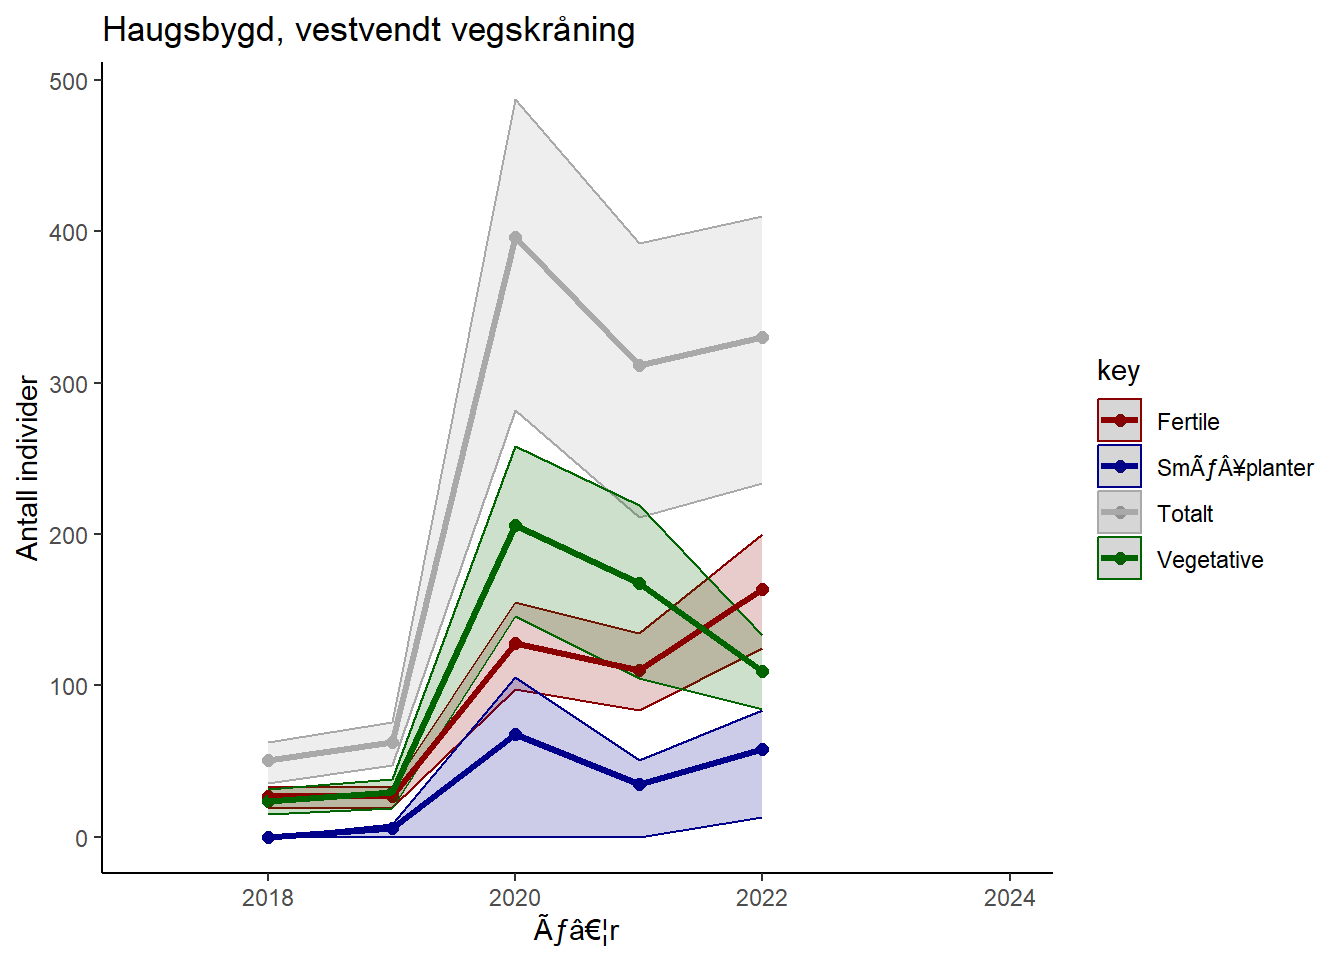 Haugsbygd, vestvendt vegskråning
500
400
300
200
100
0
Antall individer
2018
2020
2022
2024
Ãƒâ€¦r
key
Fertile
SmÃƒÂ¥planter
Totalt
Vegetative